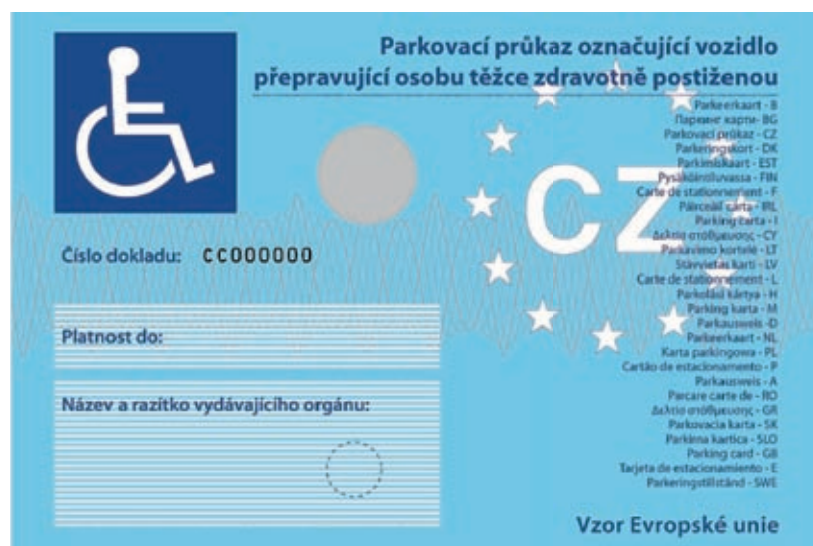 Parkovací průkaz označující vozidlo
přepravující osobu těžce zdravotně postiženou
Parkeerkaart - B
Паркинг карти- BG
Parkovací průkaz - CZ
Parkeringskort - DK
Parkimiskaart - EST
Pysäköintiluvassa - FIN
Carte de stationnement - F
Páirceáil cárta - IRL
Parking carta - I
Δελτίο στάθμευσης - CY
Parkavimo kortelė - LT
Stāvvietas karti - LV
Carte de stationnement - L
Parkolási kártya - H
Parking karta - M
Parkausweis -D
Parkeerkaart - NL
Karta parkingowa - PL
Cartão de estacionamento - P
Parkausweis - A
Parcare carte de - RO
Δελτίο στάθμευσης - GR
Parkovacia karta - SK
Parkirna kartica - SLO
Parking card - GB
Tarjeta de estacionamiento - E
Parkeringstillstånd - SWE
CZ
Číslo dokladu: CC000000
Platnost do:
Název a razítko vydávajícího orgánu:
Vzor Evropské unie